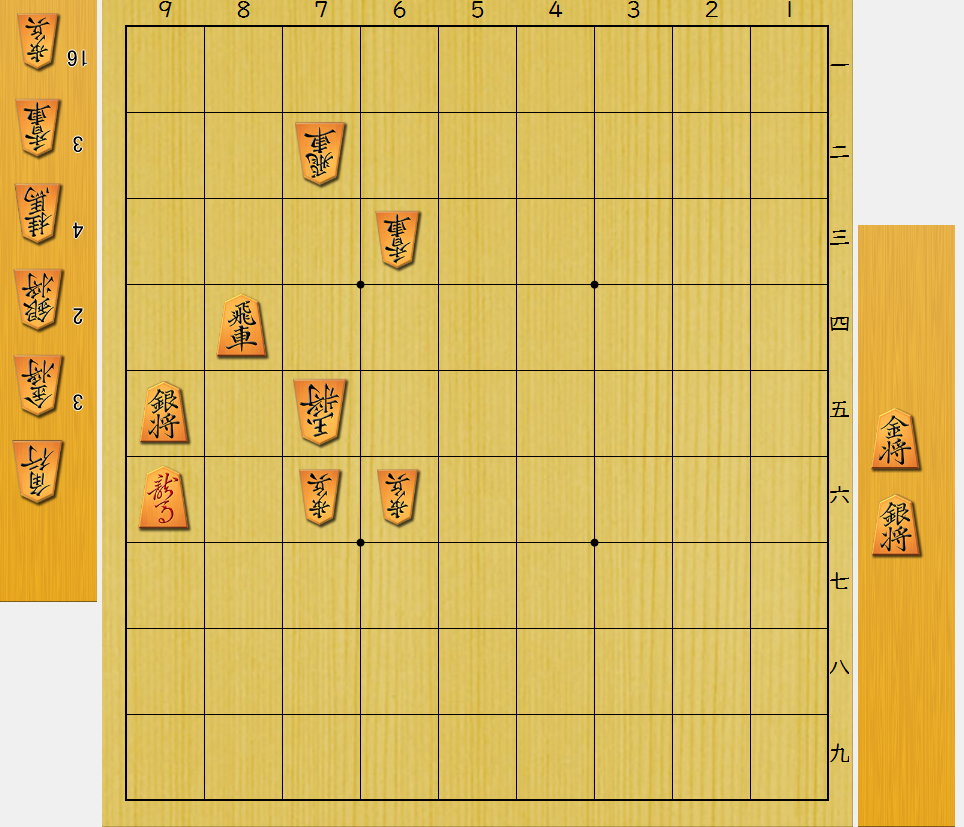 9 8 7 6 5 4 3 2 1
歩兵 16
香車 3
桂馬 4
銀将 2
金将 3
角行
飛車
香車
飛車
銀将
玉将
龍馬
歩兵
歩兵
一
二
三
四
五
六
七
八
九
金将
銀将